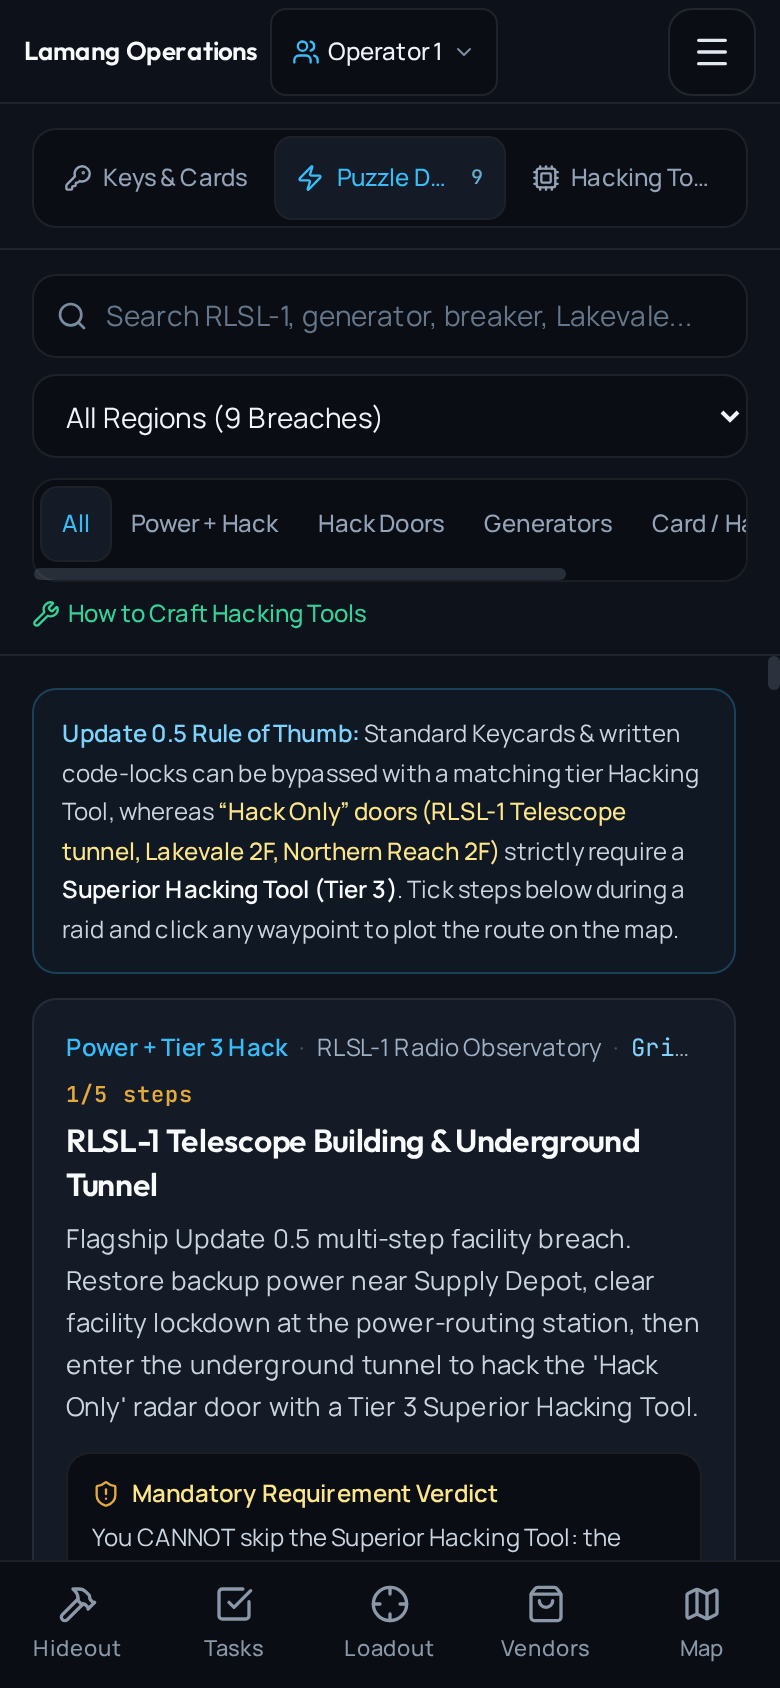 Lamang Operations
Operator 1
Keys & Cards
Puzzle D... 9
Hacking To...
Search RLSL-1, generator, breaker, Lakevale...
All Regions (9 Breaches)
All
Power + Hack
Hack Doors
Generators
Card / Ha
How to Craft Hacking Tools
Update 0.5 Rule of Thumb: Standard Keycards & written
code-locks can be bypassed with a matching tier Hacking
Tool, whereas “Hack Only” doors (RLSL-1 Telescope
tunnel, Lakevale 2F, Northern Reach 2F) strictly require a
Superior Hacking Tool (Tier 3). Tick steps below during a
raid and click any waypoint to plot the route on the map.
Power + Tier 3 Hack · RLSL-1 Radio Observatory · Gri...
1/5 steps
RLSL-1 Telescope Building & Underground
Tunnel
Flagship Update 0.5 multi-step facility breach.
Restore backup power near Supply Depot, clear
facility lockdown at the power-routing station, then
enter the underground tunnel to hack the 'Hack
Only' radar door with a Tier 3 Superior Hacking Tool.
Mandatory Requirement Verdict
You CANNOT skip the Superior Hacking Tool: the
Hideout
Tasks
Loadout
Vendors
Map